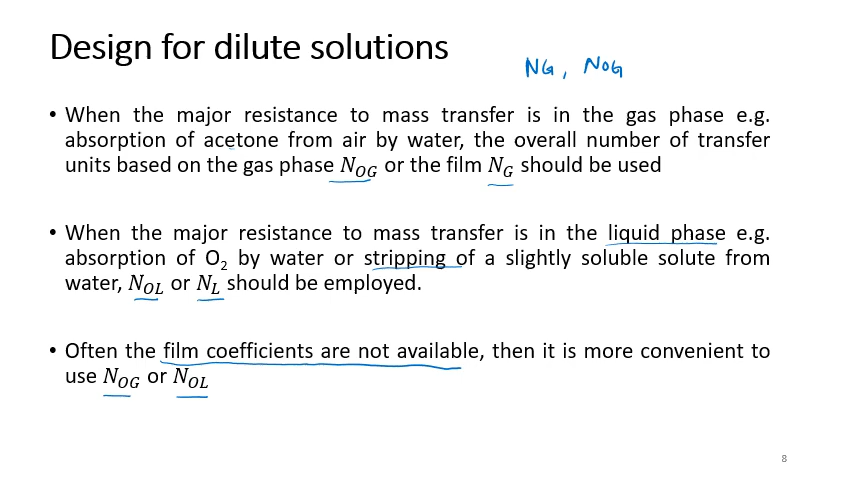 Design for dilute solutions
NG, NOG
• When the major resistance to mass transfer is in the gas phase e.g.
absorption of acetone from air by water, the overall number of transfer
units based on the gas phase N_OG or the film N_G should be used
• When the major resistance to mass transfer is in the liquid phase e.g.
absorption of O₂ by water or stripping of a slightly soluble solute from
water, N_OL or N_L should be employed.
• Often the film coefficients are not available, then it is more convenient to
use N_OG or N_OL
8